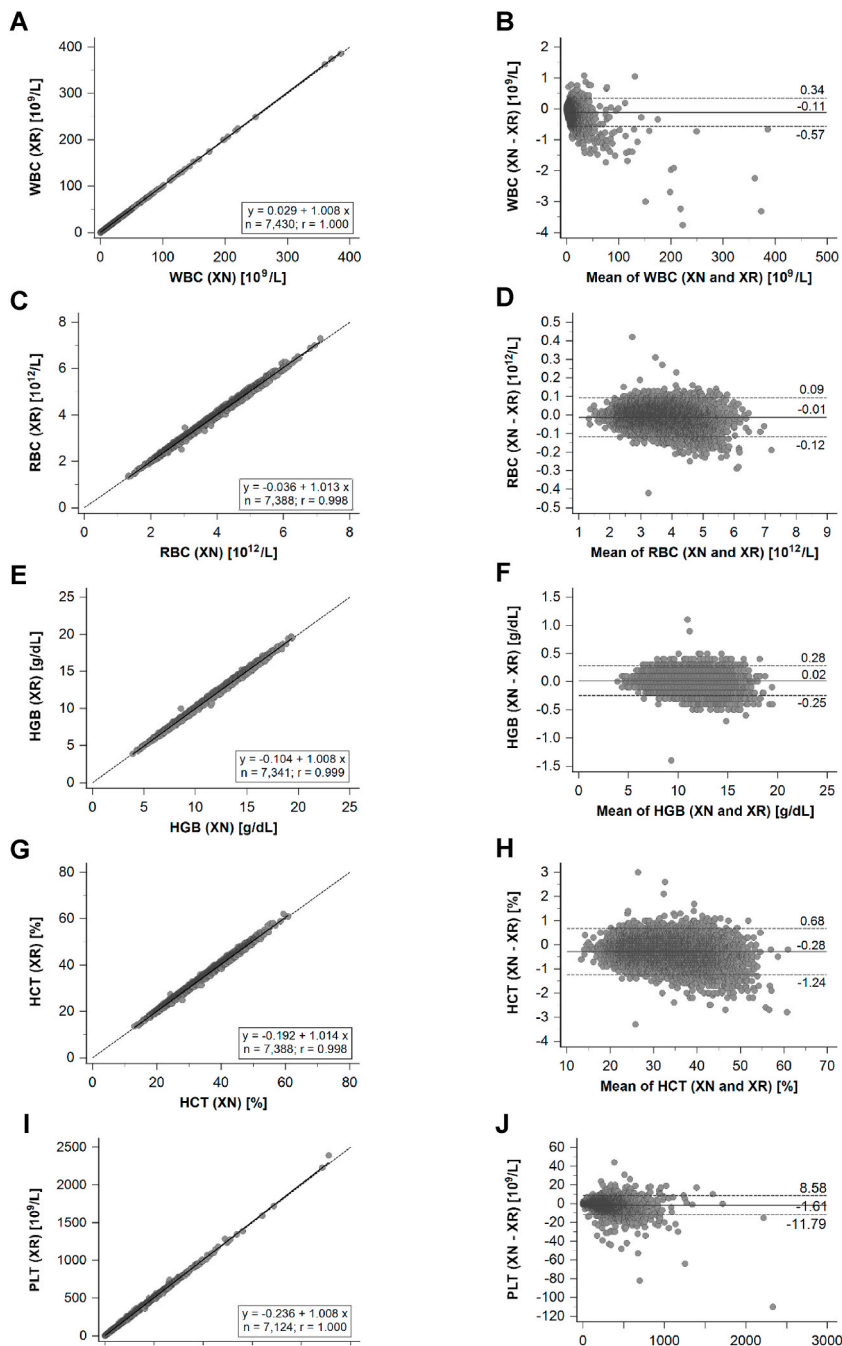 A
400
300
200
100
0
WBC (XR) [10⁹/L]
y = 0.029 + 1.008 x
n = 7,430; r = 1.000
0 100 200 300 400
WBC (XN) [10⁹/L]
B
2
1
0
-1
-2
-3
-4
WBC (XN - XR) [10⁹/L]
0.34
-0.11
-0.57
0 100 200 300 400 500
Mean of WBC (XN and XR) [10⁹/L]
C
8
6
4
2
0
RBC (XR) [10¹²/L]
y = -0.036 + 1.013 x
n = 7,388; r = 0.998
0 2 4 6 8
RBC (XN) [10¹²/L]
D
0.5
0.4
0.3
0.2
0.1
0.0
-0.1
-0.2
-0.3
-0.4
-0.5
RBC (XN - XR) [10¹²/L]
0.09
-0.01
-0.12
1 2 3 4 5 6 7 8 9
Mean of RBC (XN and XR) [10¹²/L]
E
25
20
15
10
5
0
HGB (XR) [g/dL]
y = -0.104 + 1.008 x
n = 7,341; r = 0.999
0 5 10 15 20 25
HGB (XN) [g/dL]
F
1.5
1.0
0.5
0.0
-0.5
-1.0
-1.5
HGB (XN - XR) [g/dL]
0.28
0.02
-0.25
0 5 10 15 20 25
Mean of HGB (XN and XR) [g/dL]
G
80
60
40
20
0
HCT (XR) [%]
y = -0.192 + 1.014 x
n = 7,388; r = 0.998
0 20 40 60 80
HCT (XN) [%]
H
3
2
1
0
-1
-2
-3
-4
HCT (XN - XR) [%]
0.68
-0.28
-1.24
10 20 30 40 50 60 70
Mean of HCT (XN and XR) [%]
I
2500
2000
1500
1000
500
0
PLT (XR) [10⁹/L]
y = -0.236 + 1.008 x
n = 7,124; r = 1.000
J
60
40
20
0
-20
-40
-60
-80
-100
-120
PLT (XN - XR) [10⁹/L]
8.58
-1.61
-11.79
0 1000 2000 3000